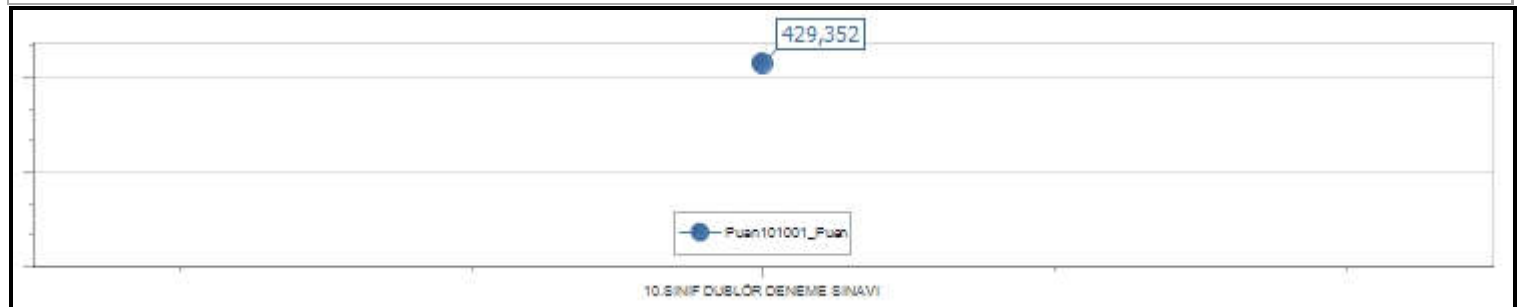 429,352
Puan101001_Puan
10.SINIF DUBLÖR DENEME SINAVI